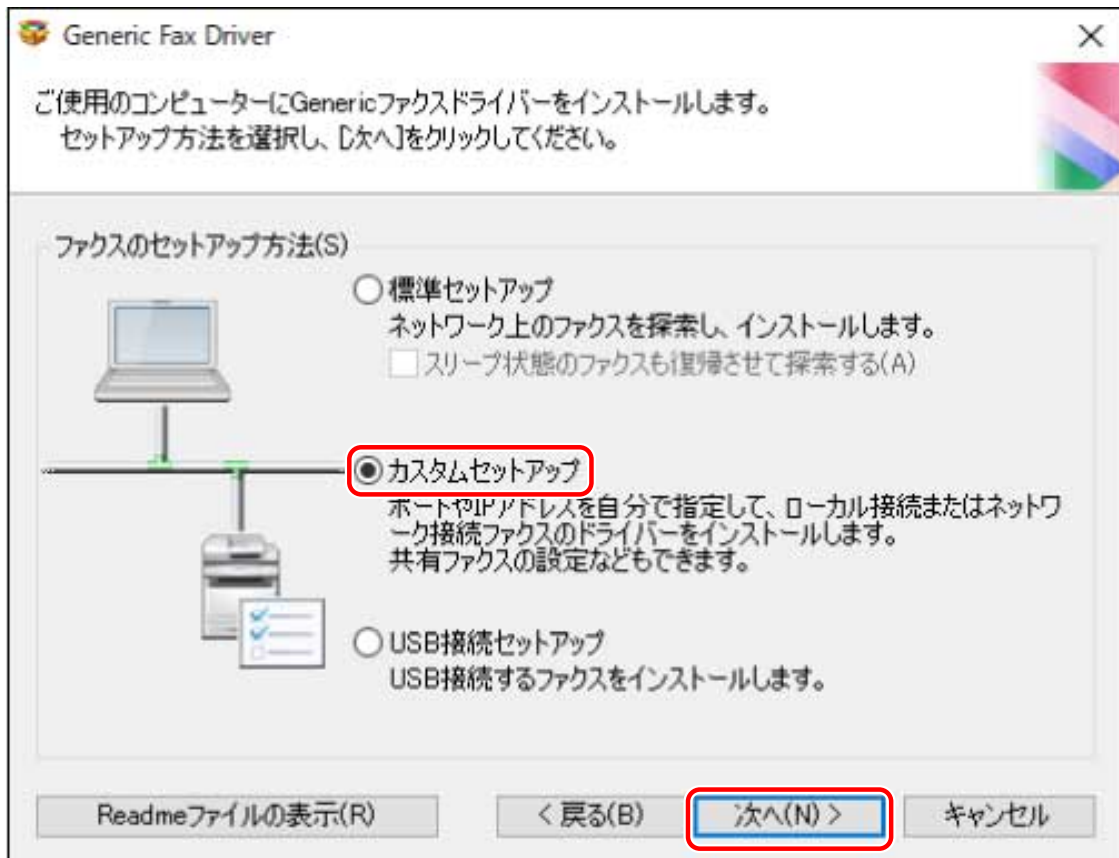 Generic Fax Driver
ご使用のコンピューターにGenericファクスドライバーをインストールします。
セットアップ方法を選択し、[次へ]をクリックしてください。
ファクスのセットアップ方法(S)
標準セットアップ
ネットワーク上のファクスを探索し、インストールします。
スリープ状態のファクスも復帰させて探索する(A)
カスタムセットアップ
ポートやIPアドレスを自分で指定して、ローカル接続またはネットワ
ーク接続ファクスのドライバーをインストールします。
共有ファクスの設定などもできます。
USB接続セットアップ
USB接続するファクスをインストールします。
Readmeファイルの表示(R)
< 戻る(B)
次へ(N) >
キャンセル